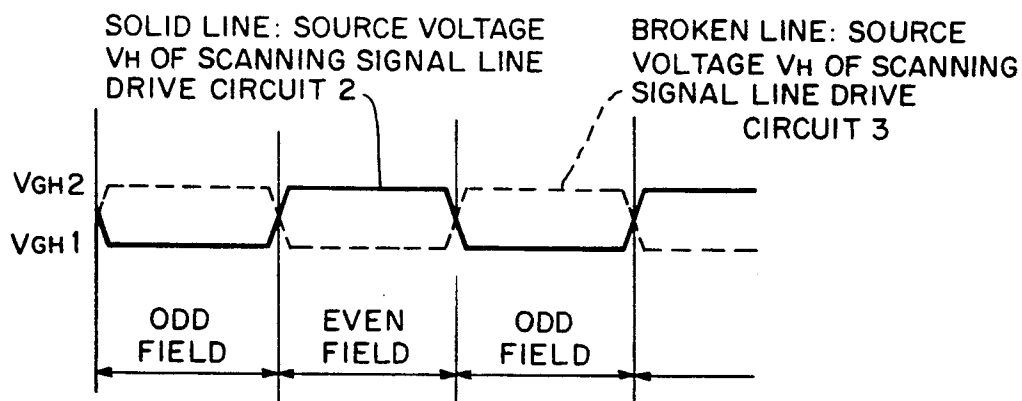 SOLID LINE: SOURCE VOLTAGE
VH OF SCANNING SIGNAL LINE
DRIVE CIRCUIT 2
BROKEN LINE: SOURCE
VOLTAGE VH OF SCANNING
SIGNAL LINE DRIVE
CIRCUIT 3
VGH2
VGH1
ODD
FIELD
EVEN
FIELD
ODD
FIELD